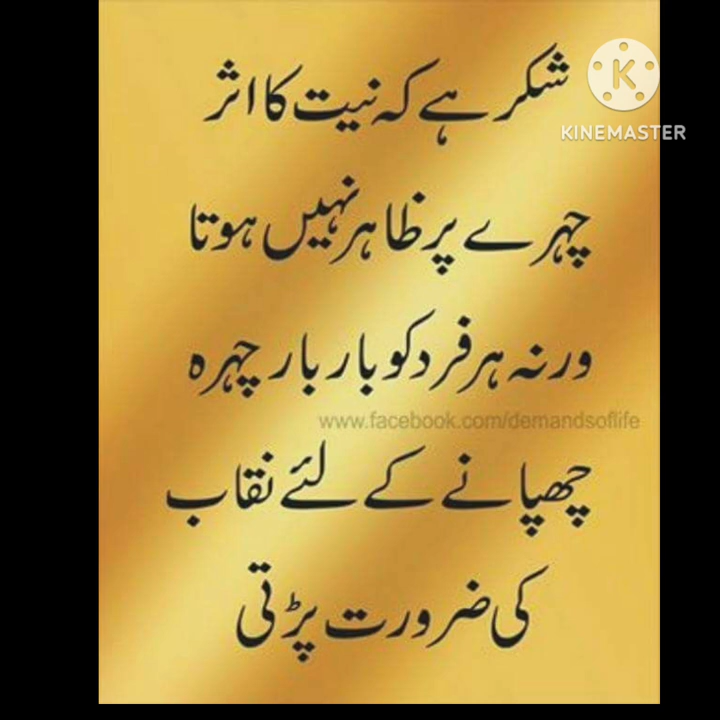 شکر ہے کہ نیت کا اثر
KINEMASTER
چہرے پر ظاہر نہیں ہوتا
ورنہ ہر فرد کو بار بار چہرہ
www.facebook.com/demandsoflife
چھپانے کے لئے نقاب
کی ضرورت پڑتی